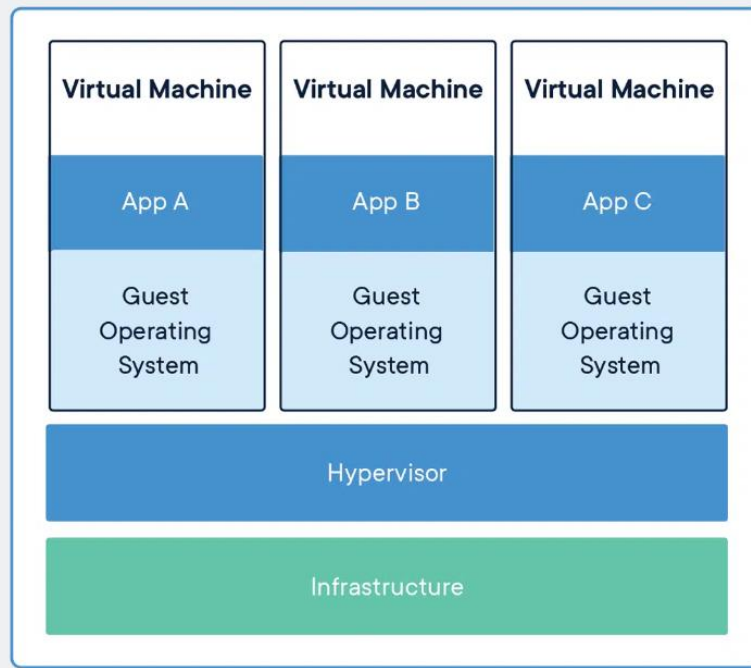 Virtual Machine
Virtual Machine
Virtual Machine
App A
App B
App C
Guest
Operating
System
Guest
Operating
System
Guest
Operating
System
Hypervisor
Infrastructure